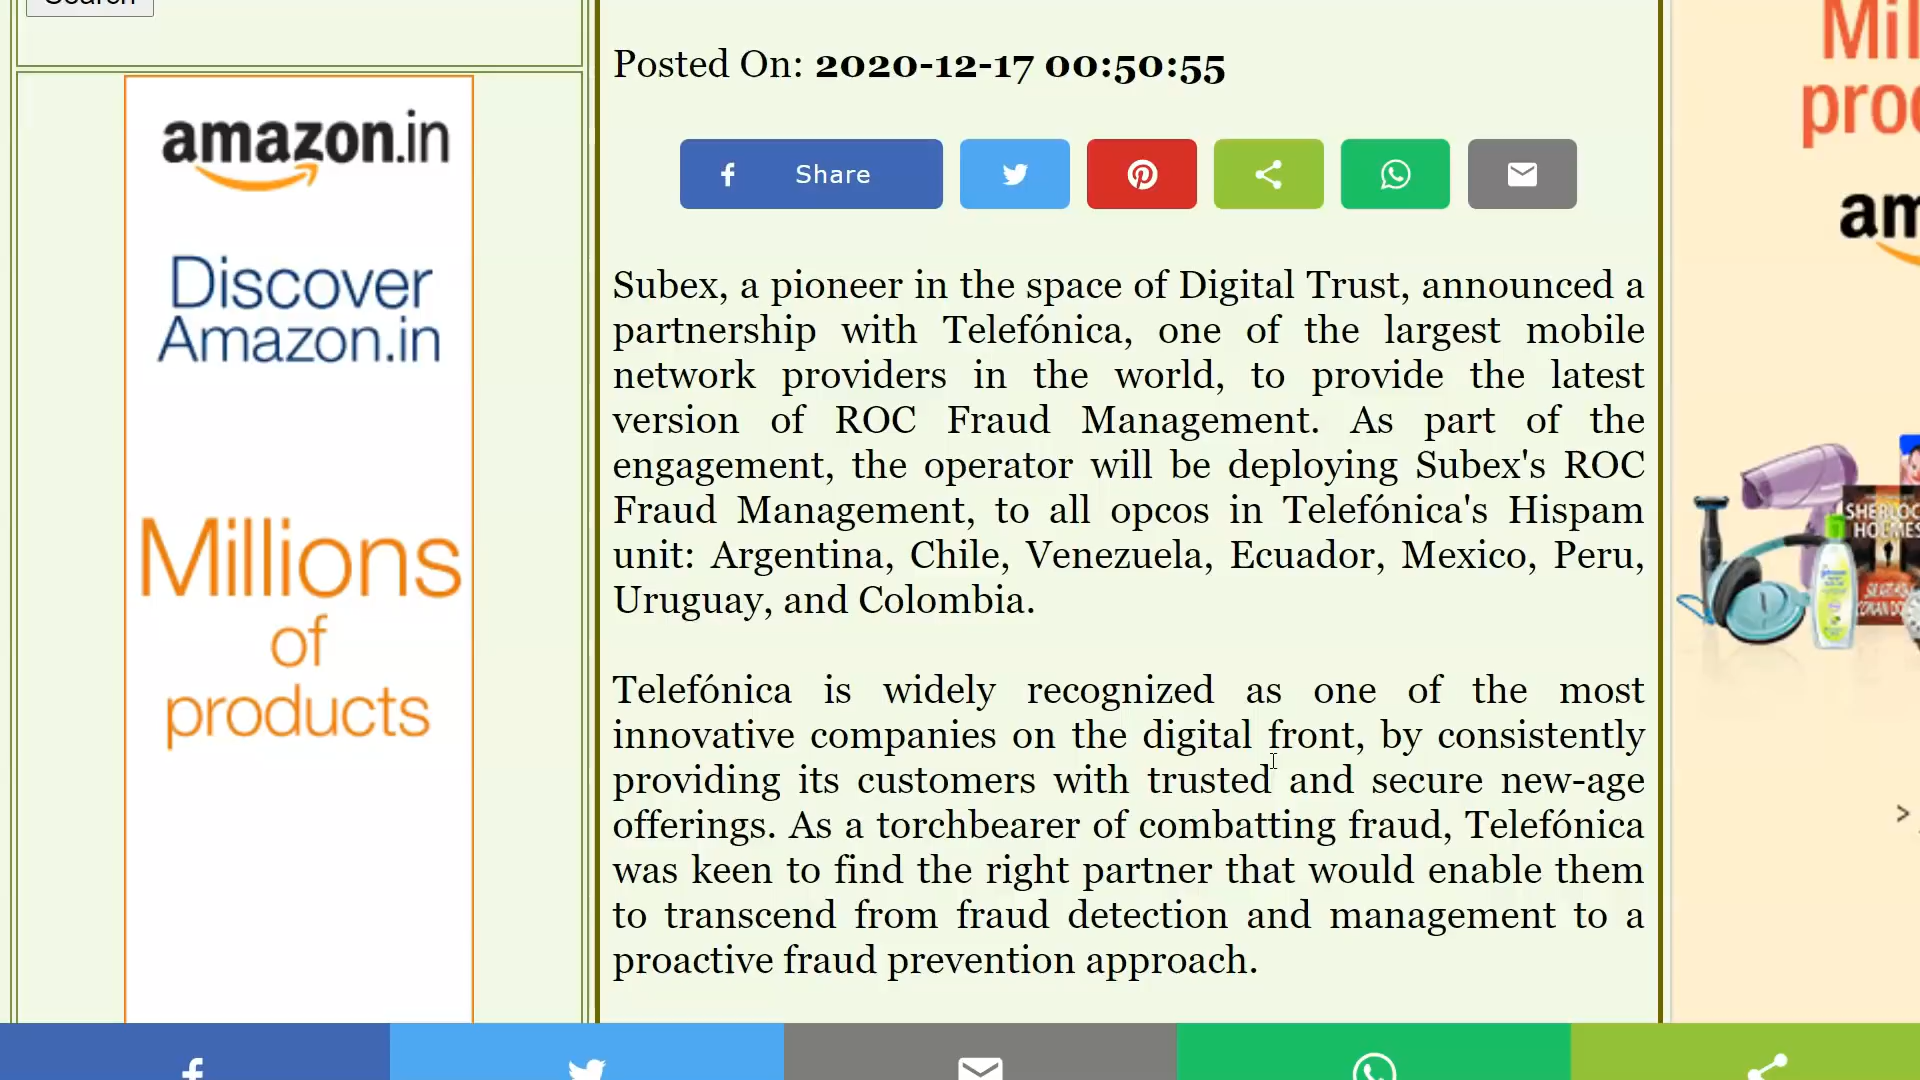 Search
Posted On: 2020-12-17 00:50:55
Share
amazon.in
Discover
Amazon.in
Millions
of
products
Subex, a pioneer in the space of Digital Trust, announced a
partnership with Telefónica, one of the largest mobile
network providers in the world, to provide the latest
version of ROC Fraud Management. As part of the
engagement, the operator will be deploying Subex's ROC
Fraud Management, to all opcos in Telefónica's Hispam
unit: Argentina, Chile, Venezuela, Ecuador, Mexico, Peru,
Uruguay, and Colombia.
Telefónica is widely recognized as one of the most
innovative companies on the digital front, by consistently
providing its customers with trusted and secure new-age
offerings. As a torchbearer of combatting fraud, Telefónica
was keen to find the right partner that would enable them
to transcend from fraud detection and management to a
proactive fraud prevention approach.
Mil
pro
am
SHERLOC
HOLMES